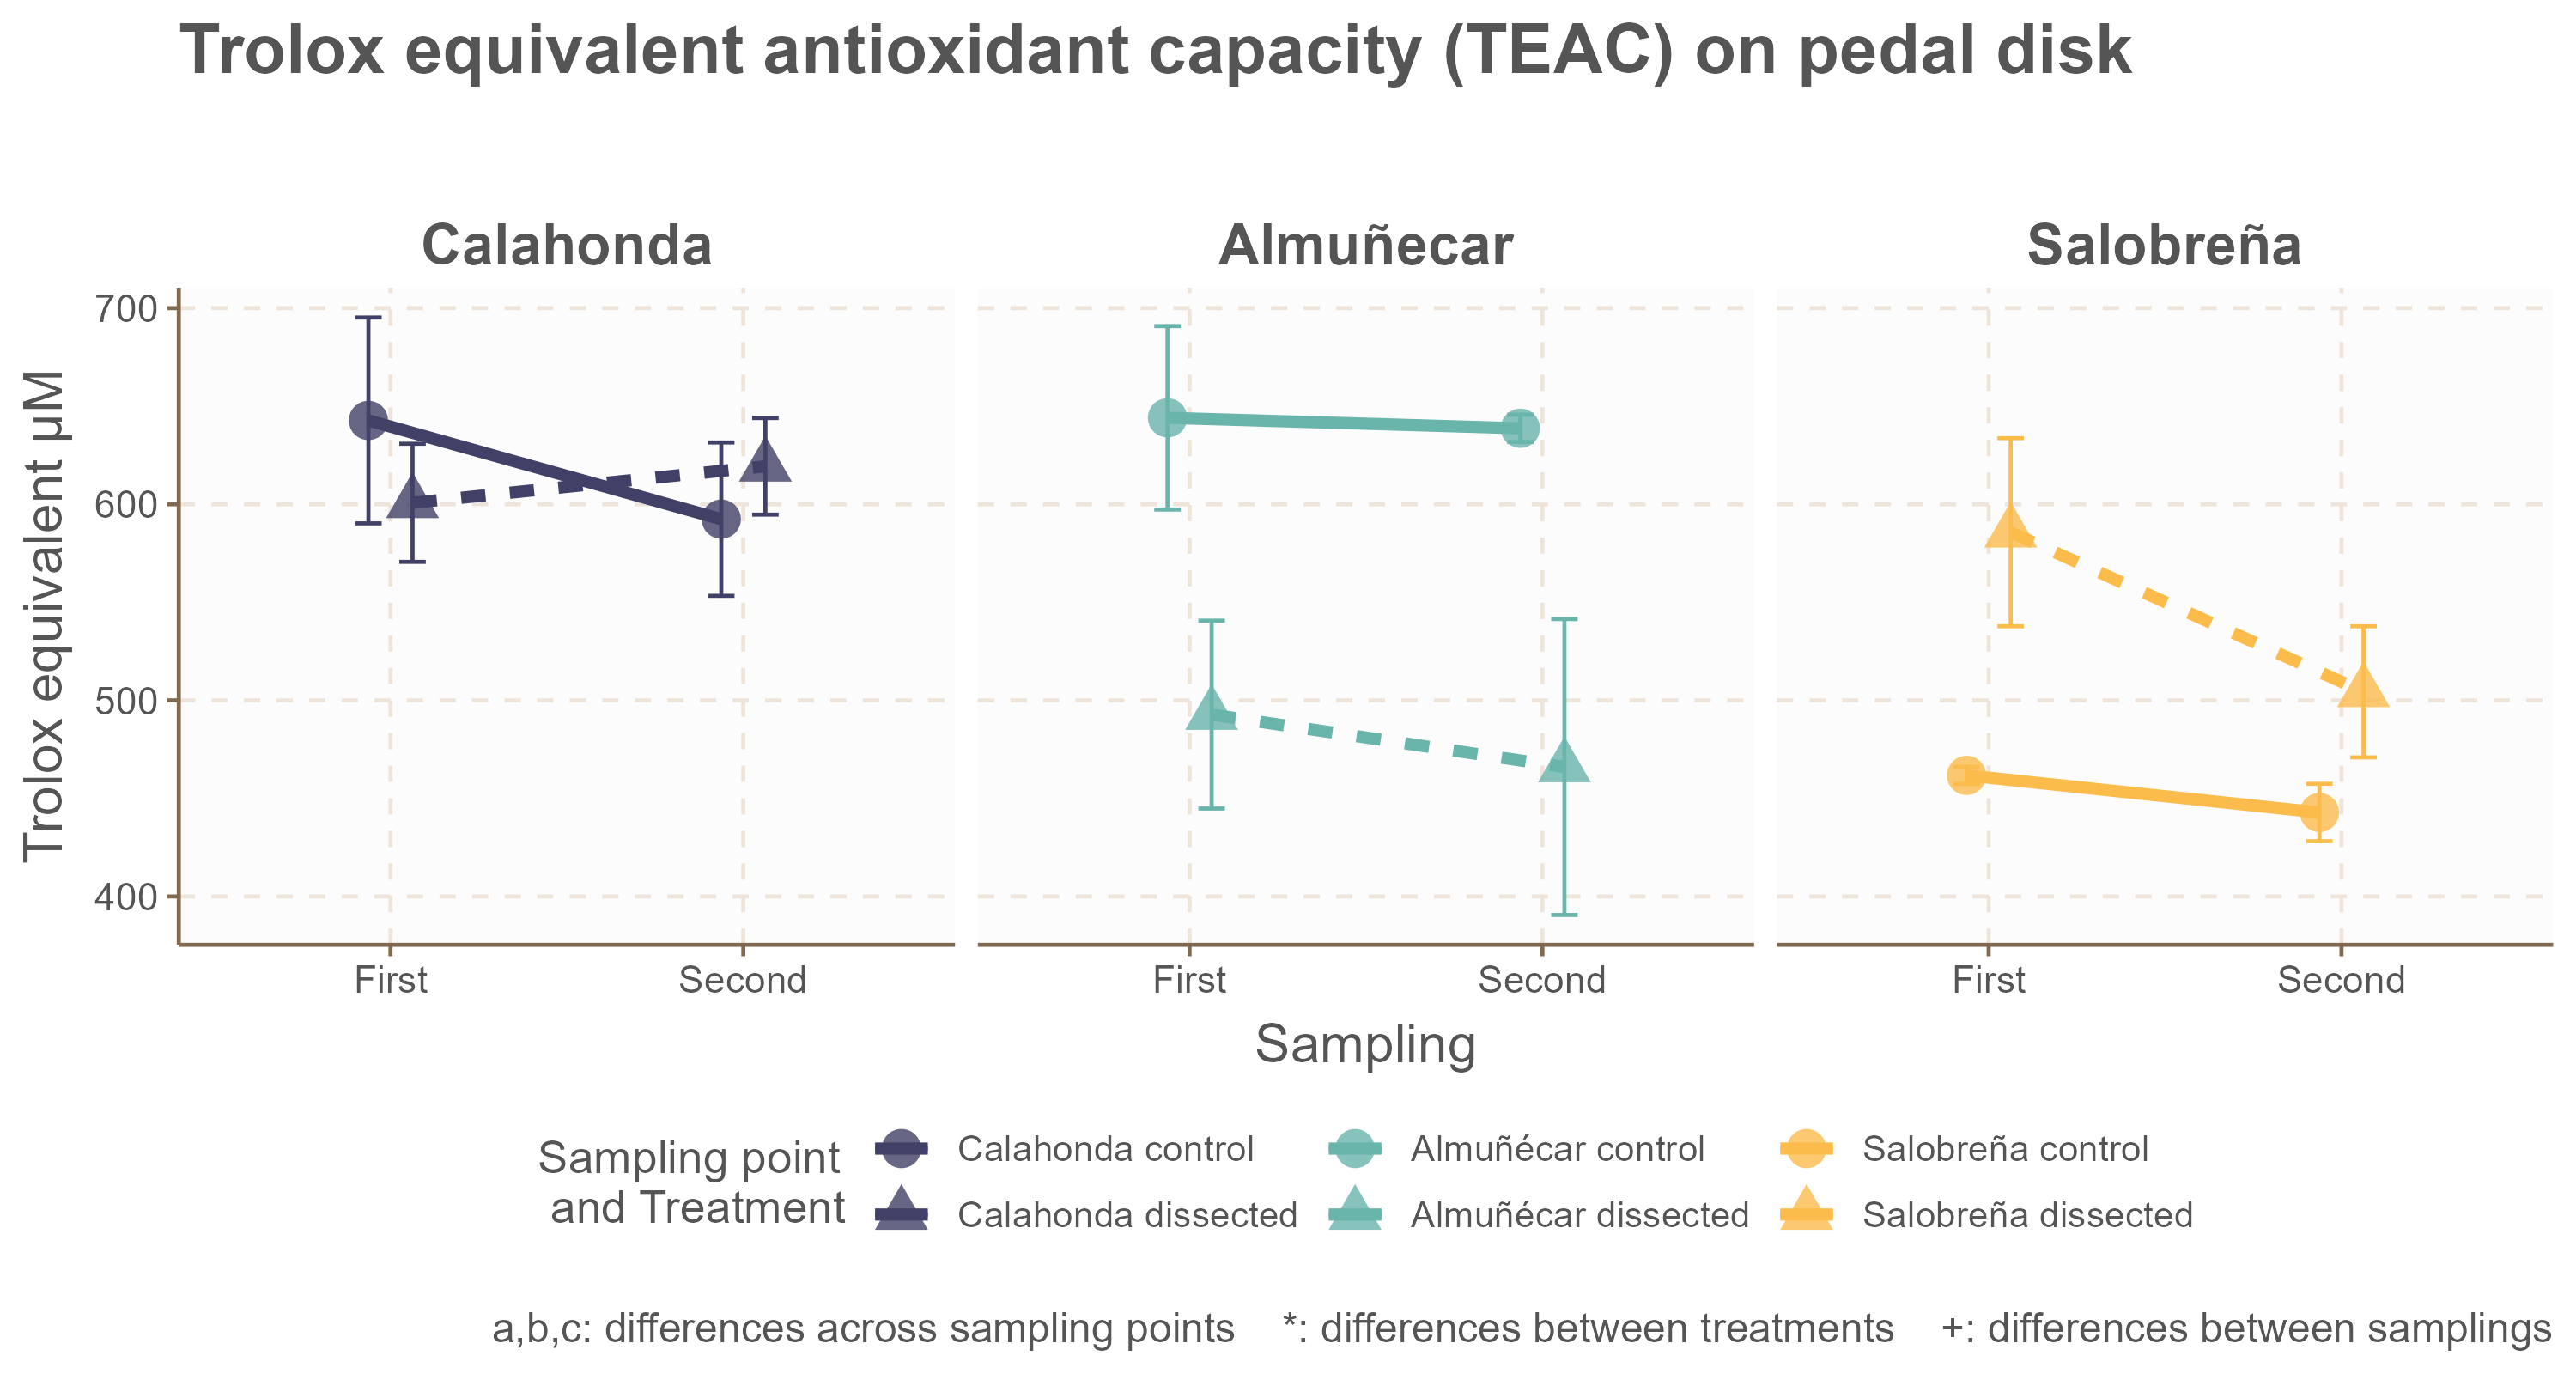 Trolox equivalent antioxidant capacity (TEAC) on pedal disk
Calahonda
Almuñecar
Salobreña
Trolox equivalent µM
700
600
500
400
First
Second
First
Second
First
Second
Sampling
Sampling point
and Treatment
Calahonda control
Almuñécar control
Salobreña control
Calahonda dissected
Almuñécar dissected
Salobreña dissected
a,b,c: differences across sampling points *: differences between treatments +: differences between samplings